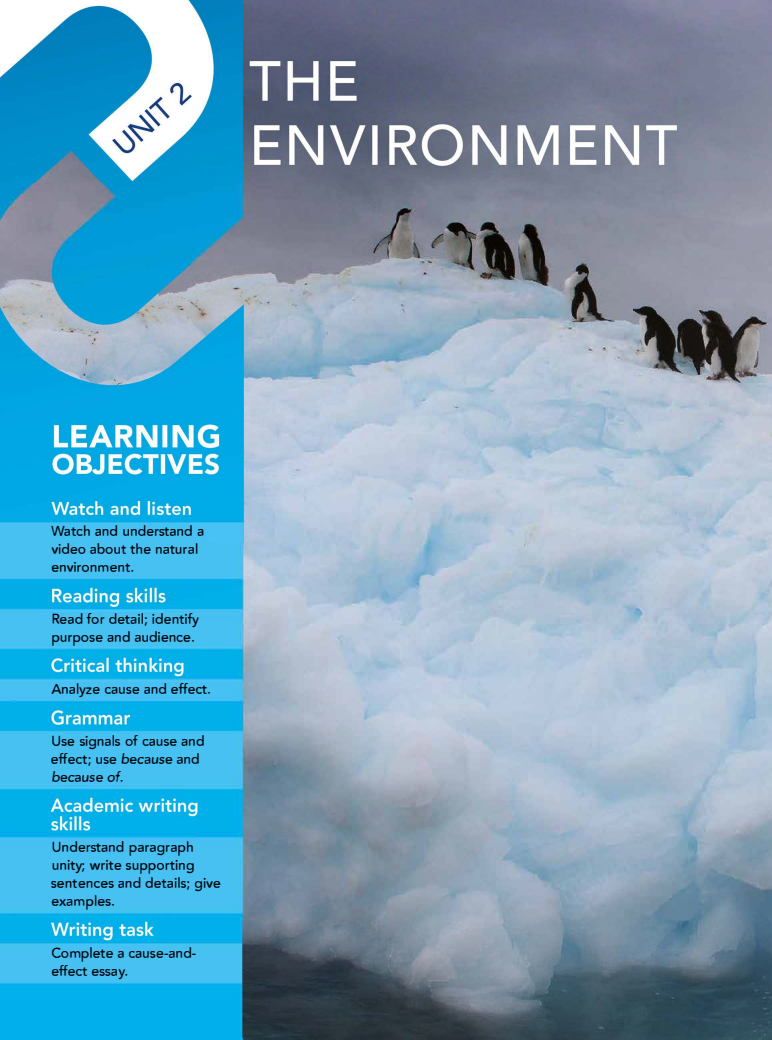 UNIT 2
THE
ENVIRONMENT
LEARNING
OBJECTIVES
Watch and listen
Watch and understand a
video about the natural
environment.
Reading skills
Read for detail; identify
purpose and audience.
Critical thinking
Analyze cause and effect.
Grammar
Use signals of cause and
effect; use because and
because of.
Academic writing
skills
Understand paragraph
unity; write supporting
sentences and details; give
examples.
Writing task
Complete a cause-and-
effect essay.